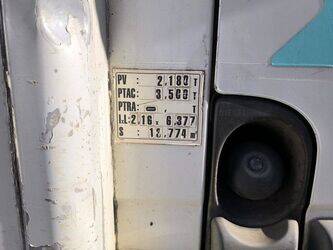 PV : 2.180 T
PTAC: 3.500 T
PTRA: - . T
l.L: 2.16 x 6.377
S : 13.774 m²